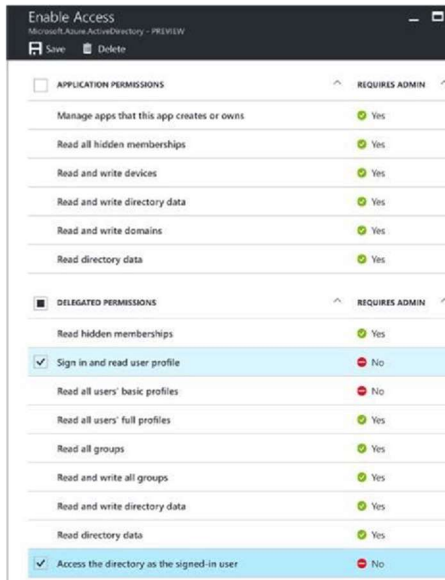 Enable Access
Microsoft.Azure.ActiveDirectory - PREVIEW
Save Delete
APPLICATION PERMISSIONS REQUIRES ADMIN
Manage apps that this app creates or owns Yes
Read all hidden memberships Yes
Read and write devices Yes
Read and write directory data Yes
Read and write domains Yes
Read directory data Yes
DELEGATED PERMISSIONS REQUIRES ADMIN
Read hidden memberships Yes
Sign in and read user profile No
Read all users' basic profiles No
Read all users' full profiles Yes
Read all groups Yes
Read and write all groups Yes
Read and write directory data Yes
Read directory data Yes
Access the directory as the signed-in user No